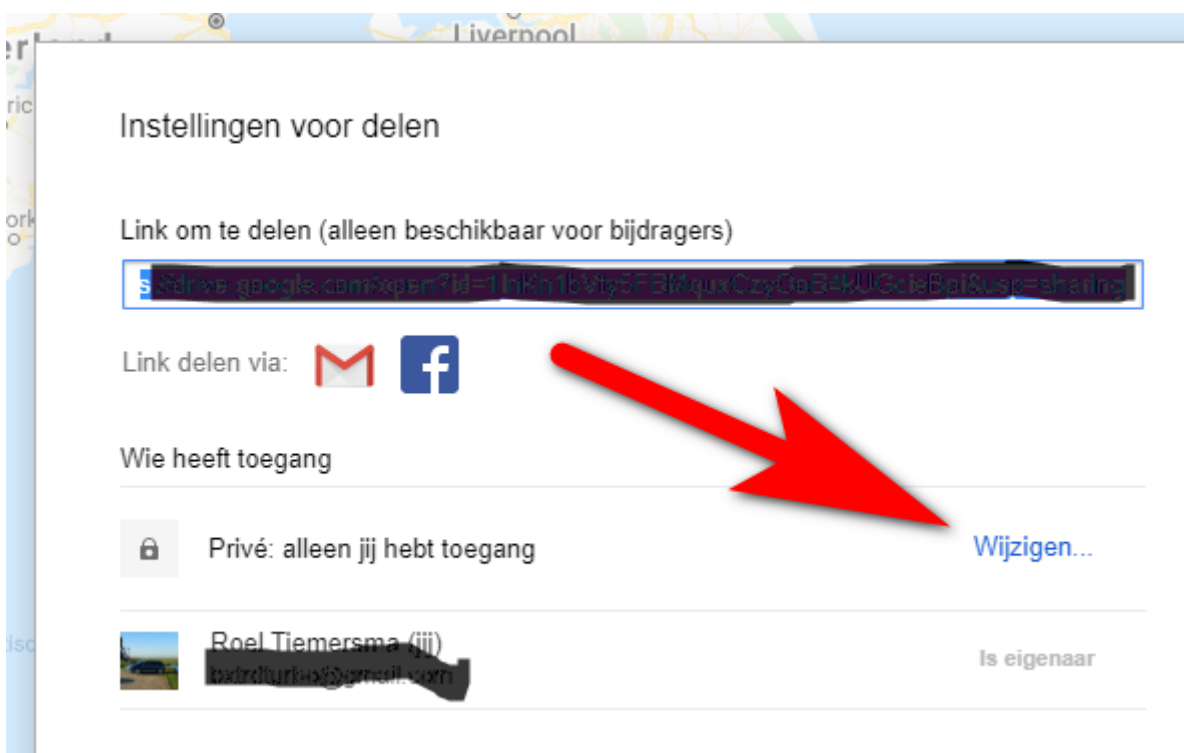 Liverpool
Instellingen voor delen
Link om te delen (alleen beschikbaar voor bijdragers)
Link delen via:
Wie heeft toegang
Privé: alleen jij hebt toegang
Wijzigen...
Roel Tiemersma (jij)
Is eigenaar